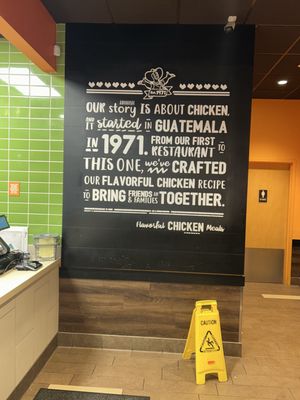 OUR story IS ABOUT CHICKEN,
AND IT started IN GUATEMALA
IN 1971. FROM OUR FIRST RESTAURANT TO
THIS ONE, we've CRAFTED
OUR FLAVORFUL CHICKEN RECIPE
TO BRING FRIENDS & FAMILIES TOGETHER.
Flavorful CHICKEN Meals
CAUTION